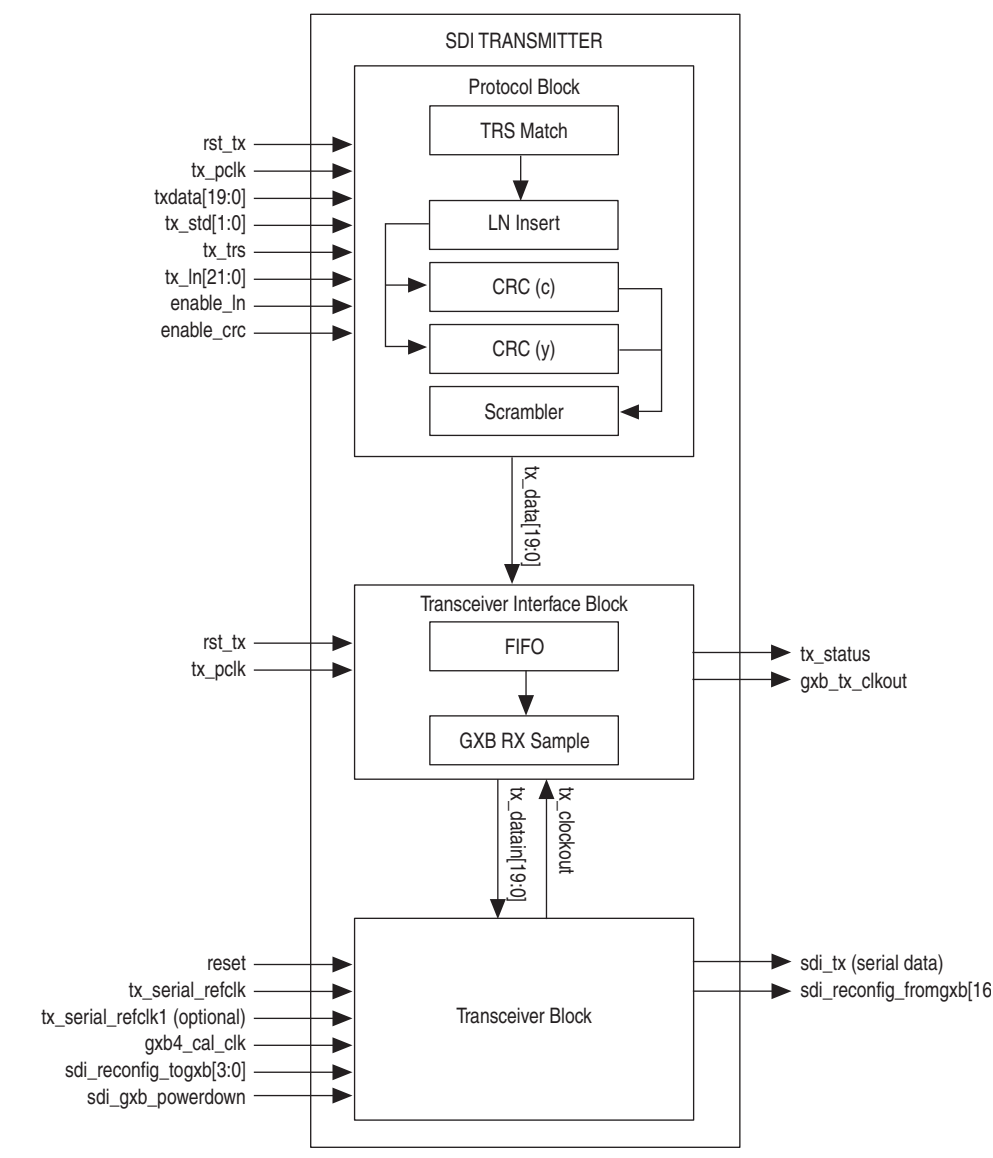 SDI TRANSMITTER
Protocol Block
TRS Match
rst_tx
tx_pclk
txdata[19:0]
tx_std[1:0]
tx_trs
tx_ln[21:0]
enable_ln
enable_crc
LN Insert
CRC (c)
CRC (y)
Scrambler
tx_data[19:0]
Transceiver Interface Block
rst_tx
tx_pclk
FIFO
GXB RX Sample
tx_status
gxb_tx_clkout
tx_datain[19:0]
tx_clockout
reset
tx_serial_refclk
tx_serial_refclk1 (optional)
gxb4_cal_clk
sdi_reconfig_togxb[3:0]
sdi_gxb_powerdown
Transceiver Block
sdi_tx (serial data)
sdi_reconfig_fromgxb[16